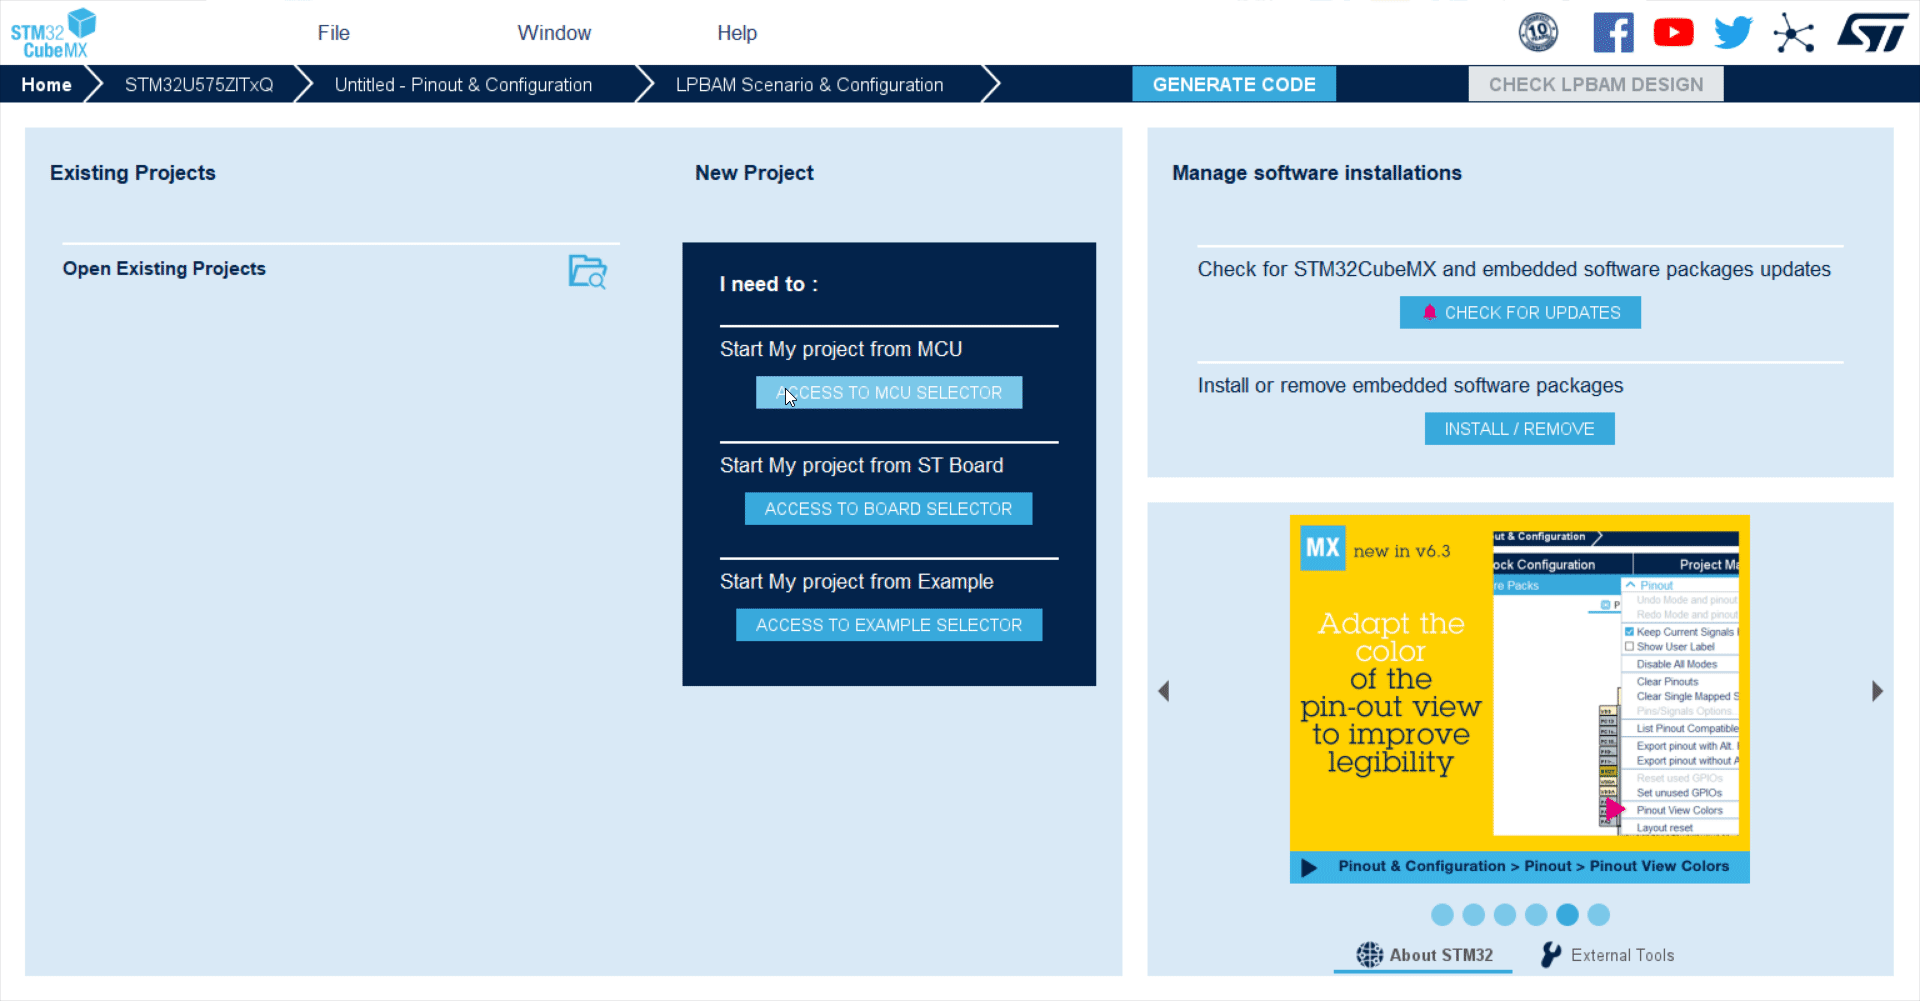 STM32
CubeMX
File
Window
Help
10
Home
STM32U575ZITxQ
Untitled - Pinout & Configuration
LPBAM Scenario & Configuration
GENERATE CODE
CHECK LPBAM DESIGN
Existing Projects
Open Existing Projects
New Project
I need to :
Start My project from MCU
ACCESS TO MCU SELECTOR
Start My project from ST Board
ACCESS TO BOARD SELECTOR
Start My project from Example
ACCESS TO EXAMPLE SELECTOR
Manage software installations
Check for STM32CubeMX and embedded software packages updates
CHECK FOR UPDATES
Install or remove embedded software packages
INSTALL / REMOVE
MX new in v6.3
Adapt the
color
of the
pin-out view
to improve
legibility
ut & Configuration
ock Configuration
Project Ma
re Packs
Pinout
Undo Mode and pinout
Redo Mode and pinout
Keep Current Signals
Show User Label
Disable All Modes
Clear Pinouts
Clear Single Mapped S
Pins/Signals Options..
List Pinout Compatible
Export pinout with Alt.
Export pinout without A
Reset used GPIOs
Set unused GPIOs
Pinout View Colors
Layout reset
Pinout & Configuration > Pinout > Pinout View Colors
About STM32
External Tools